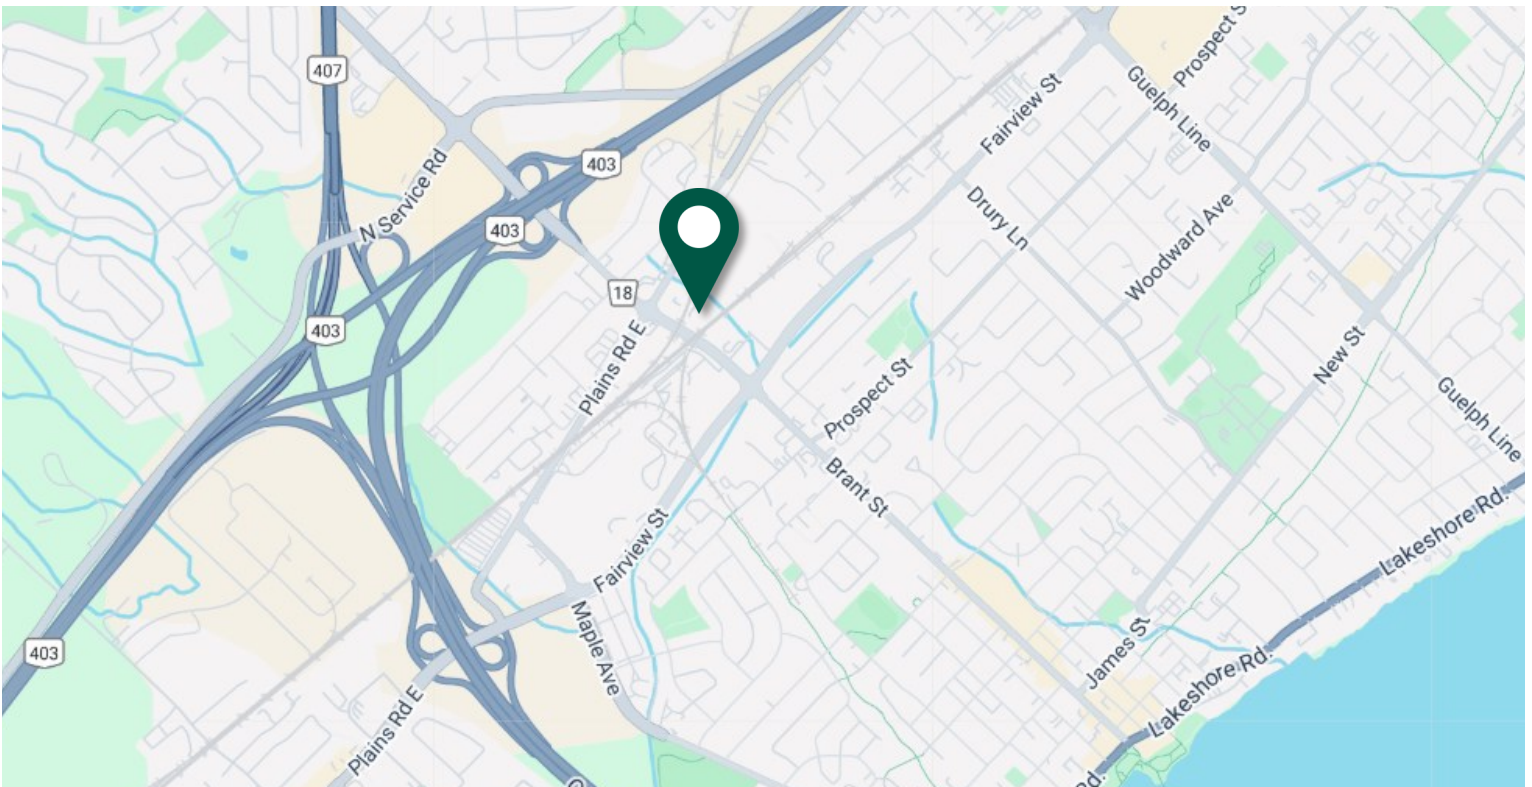 407
Prospect S
Guelph Line
Fairview St
403
N Service Rd
403
Drury Ln
Woodward Ave
18
403
Plains Rd E
New St
Prospect St
Guelph Line
Brant St
Lakeshore Rd.
Fairview St
Maple Ave
James St
403
Lakeshore Rd.
Plains Rd E
Rd.